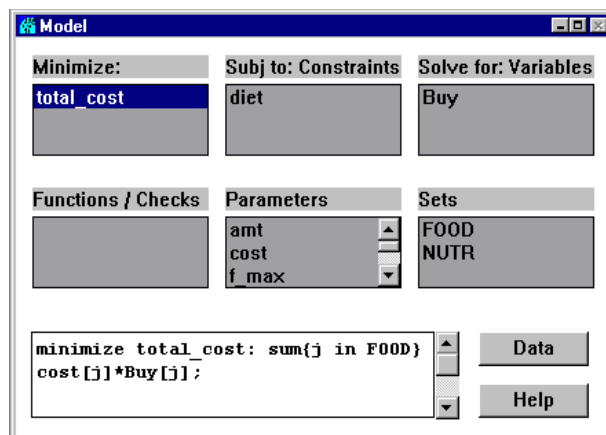 Model
Minimize: Subj to: Constraints Solve for: Variables
total_cost diet Buy
Functions / Checks Parameters Sets
amt FOOD
cost NUTR
f_max
minimize total_cost: sum{j in FOOD}
cost[j]*Buy[j];
Data
Help